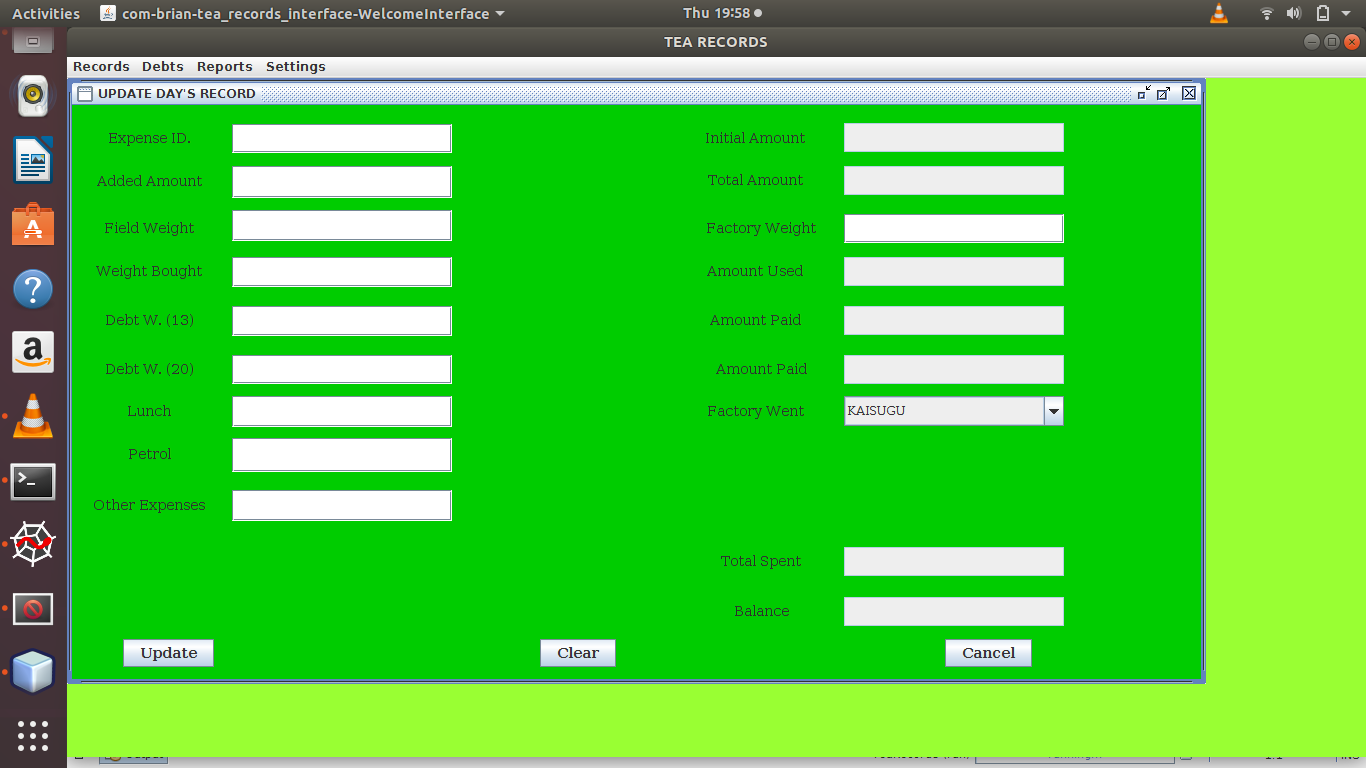 Activities com-brian-tea_records_interface-WelcomeInterface Thu 19:58
TEA RECORDS
Records Debts Reports Settings
UPDATE DAY'S RECORD
Expense ID. Initial Amount
Added Amount Total Amount
Field Weight Factory Weight
Weight Bought Amount Used
Debt W. (13) Amount Paid
Debt W. (20) Amount Paid
Lunch Factory Went KAISUGU
Petrol
Other Expenses
Total Spent
Balance
Update Clear Cancel